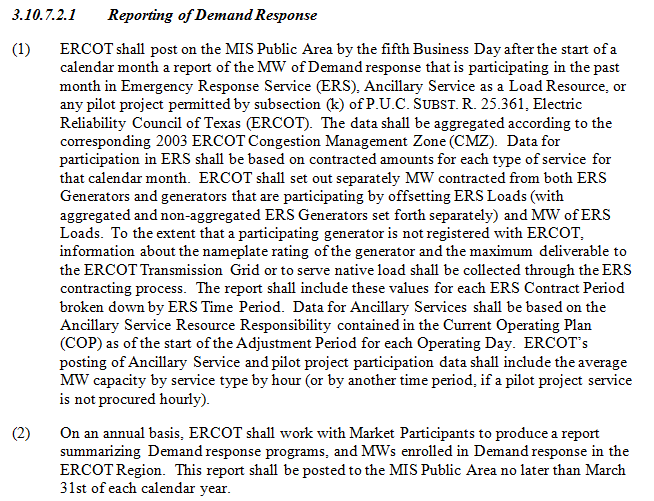 3.10.7.2.1 Reporting of Demand Response
(1) ERCOT shall post on the MIS Public Area by the fifth Business Day after the start of a
calendar month a report of the MW of Demand response that is participating in the past
month in Emergency Response Service (ERS), Ancillary Service as a Load Resource, or
any pilot project permitted by subsection (k) of P.U.C. SUBST. R. 25.361, Electric
Reliability Council of Texas (ERCOT). The data shall be aggregated according to the
corresponding 2003 ERCOT Congestion Management Zone (CMZ). Data for
participation in ERS shall be based on contracted amounts for each type of service for
that calendar month. ERCOT shall set out separately MW contracted from both ERS
Generators and generators that are participating by offsetting ERS Loads (with
aggregated and non-aggregated ERS Generators set forth separately) and MW of ERS
Loads. To the extent that a participating generator is not registered with ERCOT,
information about the nameplate rating of the generator and the maximum deliverable to
the ERCOT Transmission Grid or to serve native load shall be collected through the ERS
contracting process. The report shall include these values for each ERS Contract Period
broken down by ERS Time Period. Data for Ancillary Services shall be based on the
Ancillary Service Resource Responsibility contained in the Current Operating Plan
(COP) as of the start of the Adjustment Period for each Operating Day. ERCOT's
posting of Ancillary Service and pilot project participation data shall include the average
MW capacity by service type by hour (or by another time period, if a pilot project service
is not procured hourly).
(2) On an annual basis, ERCOT shall work with Market Participants to produce a report
summarizing Demand response programs, and MWs enrolled in Demand response in the
ERCOT Region. This report shall be posted to the MIS Public Area no later than March
31st of each calendar year.